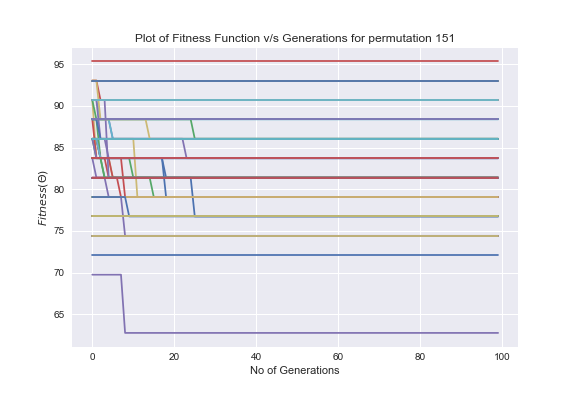 Plot of Fitness Function v/s Generations for permutation 151
95
90
85
80
75
70
65
Fitness(Θ)
0 20 40 60 80 100
No of Generations